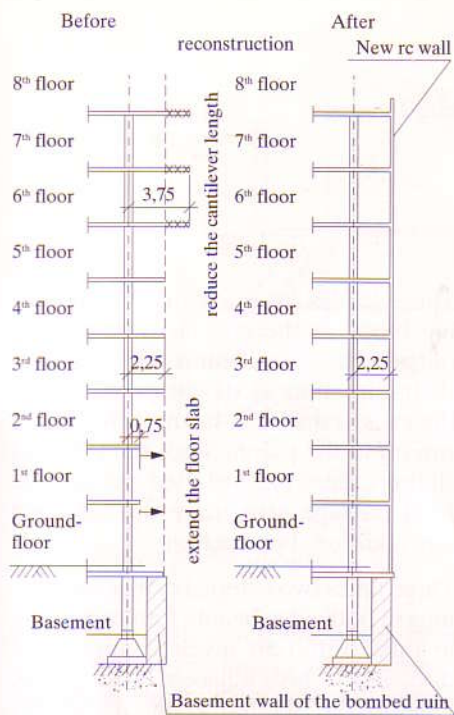 Before
After
reconstruction
New rc wall
8th floor
7th floor
6th floor
5th floor
4th floor
3rd floor
2nd floor
1st floor
Ground-
floor
Basement
3,75
2,25
0,75
reduce the cantilever length
extend the floor slab
8th floor
7th floor
6th floor
5th floor
4th floor
3rd floor
2nd floor
1st floor
Ground-
floor
Basement
2,25
Basement wall of the bombed ruin